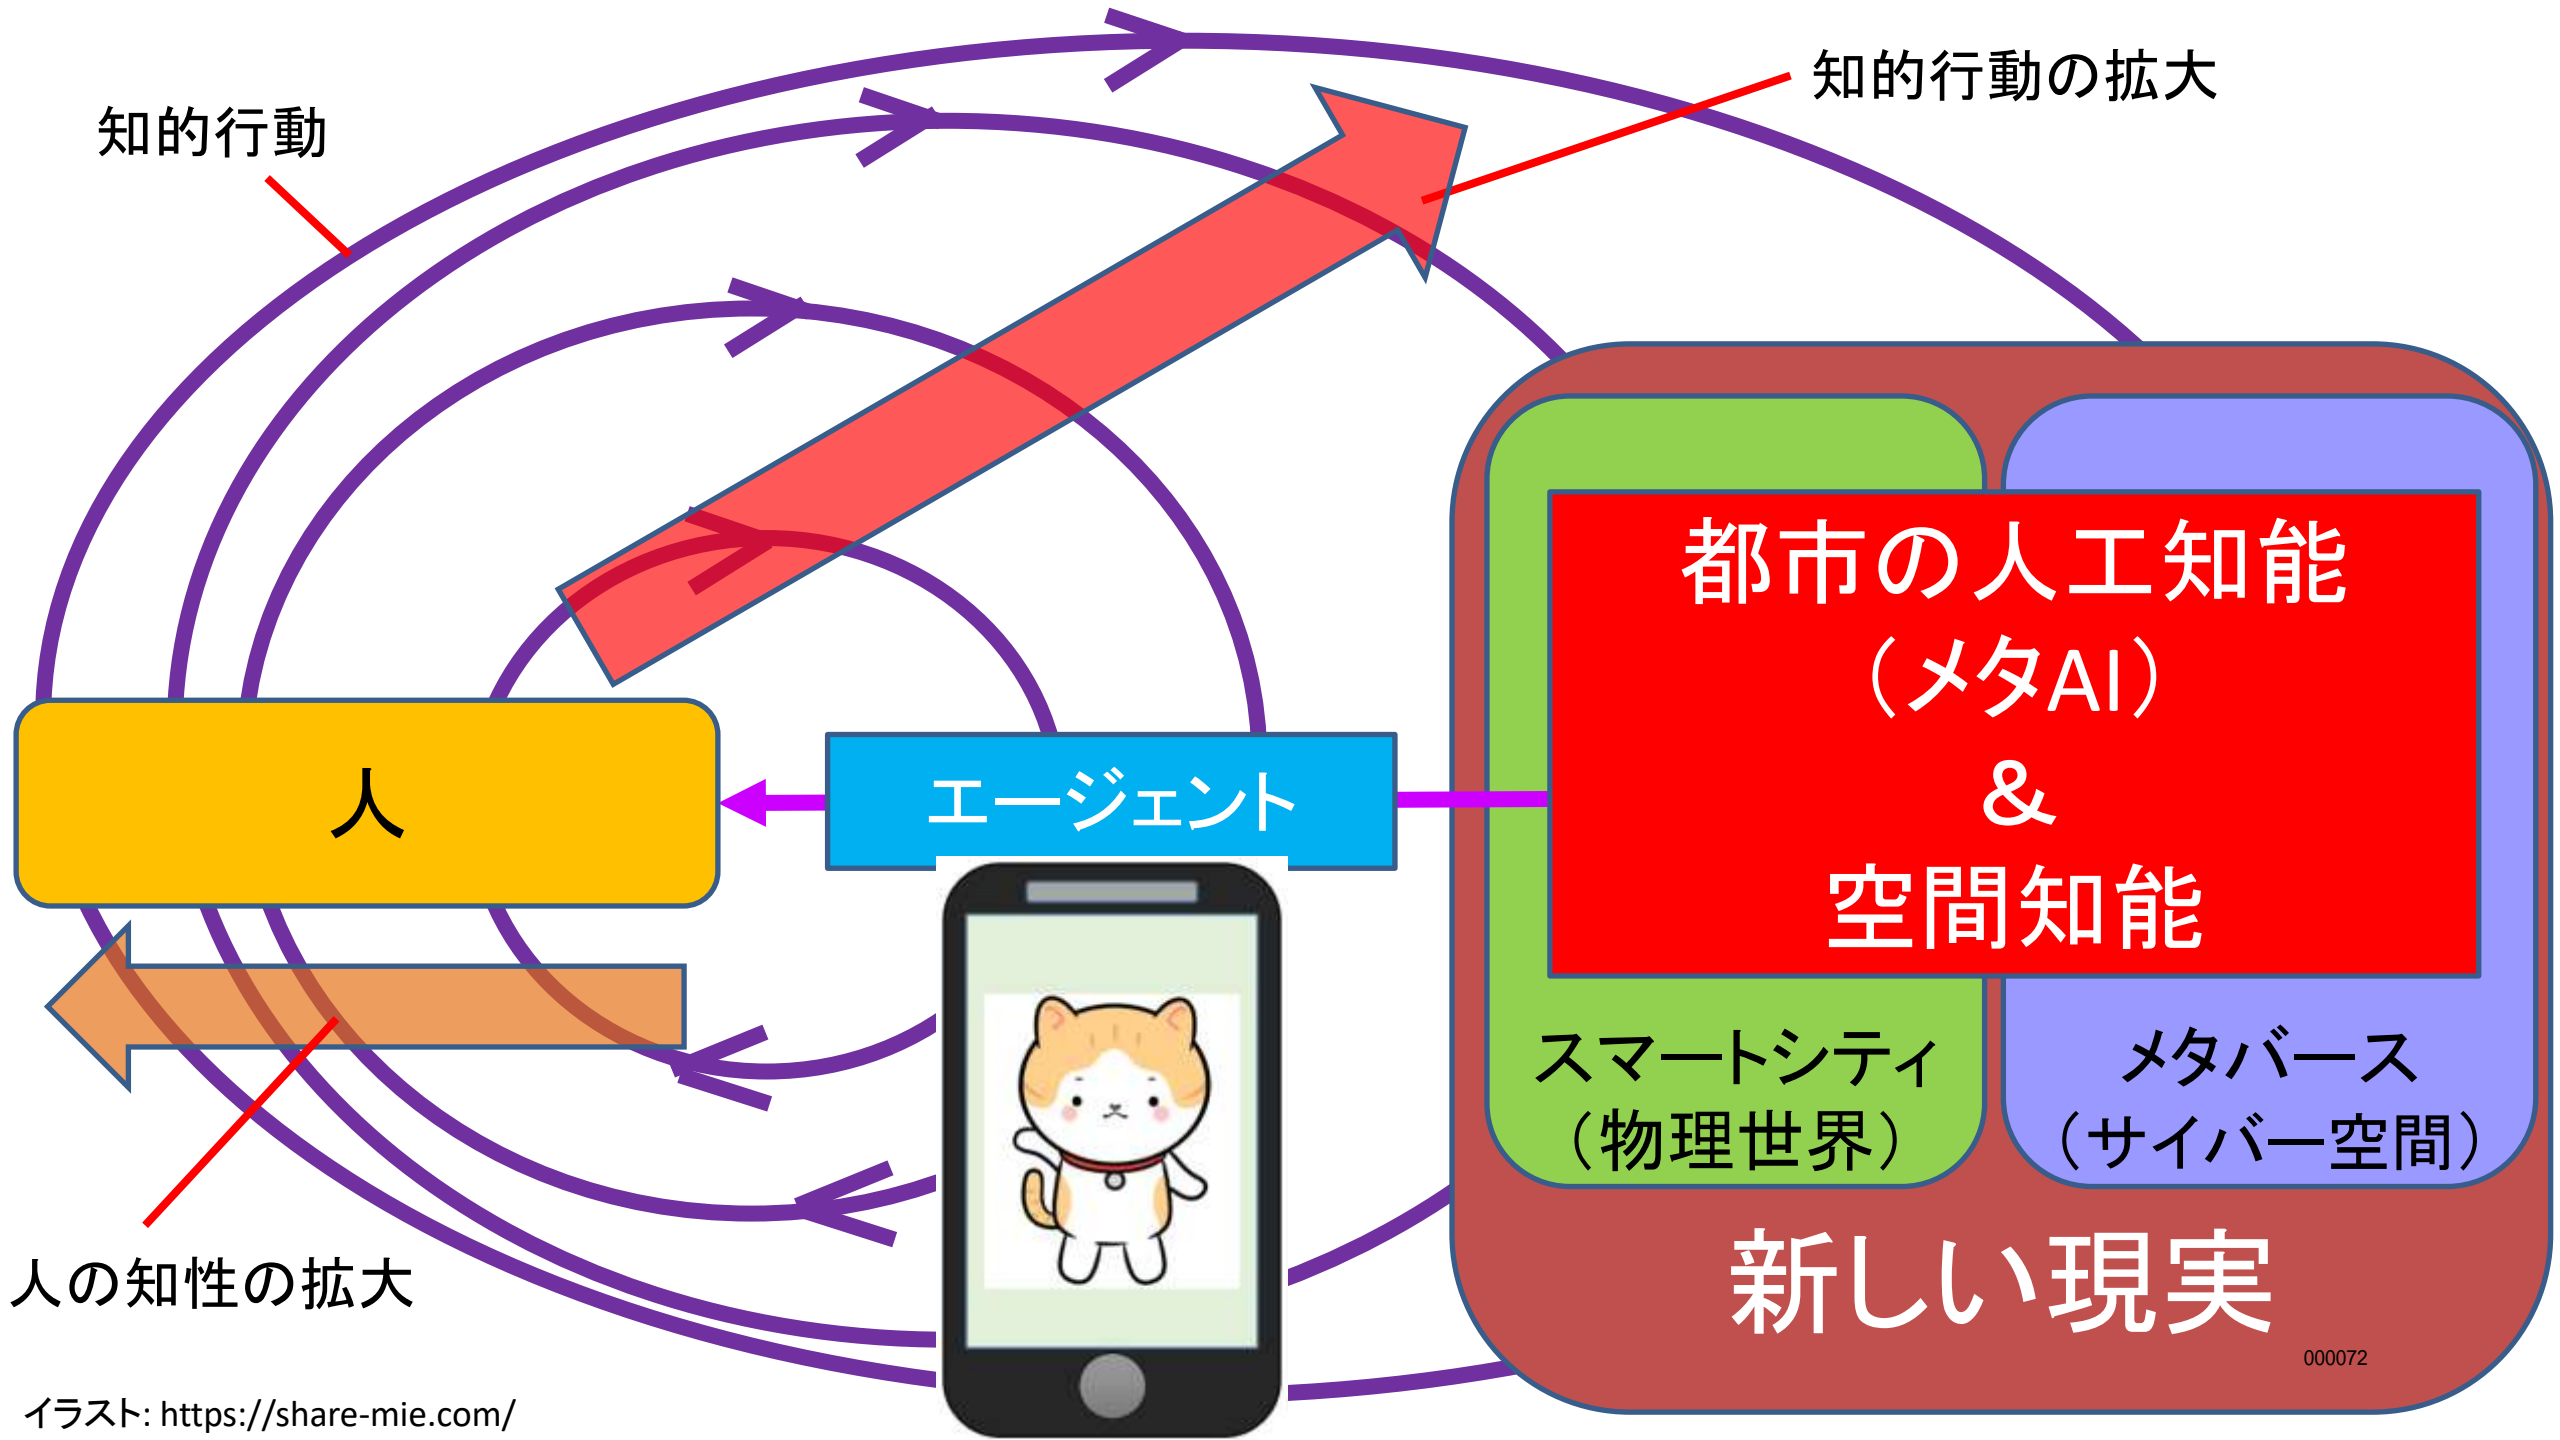 知的行動
知的行動の拡大
都市の人工知能
（メタAI）
＆
空間知能
人
エージェント
スマートシティ
（物理世界）
メタバース
（サイバー空間）
新しい現実
人の知性の拡大
000072
イラスト: https://share-mie.com/